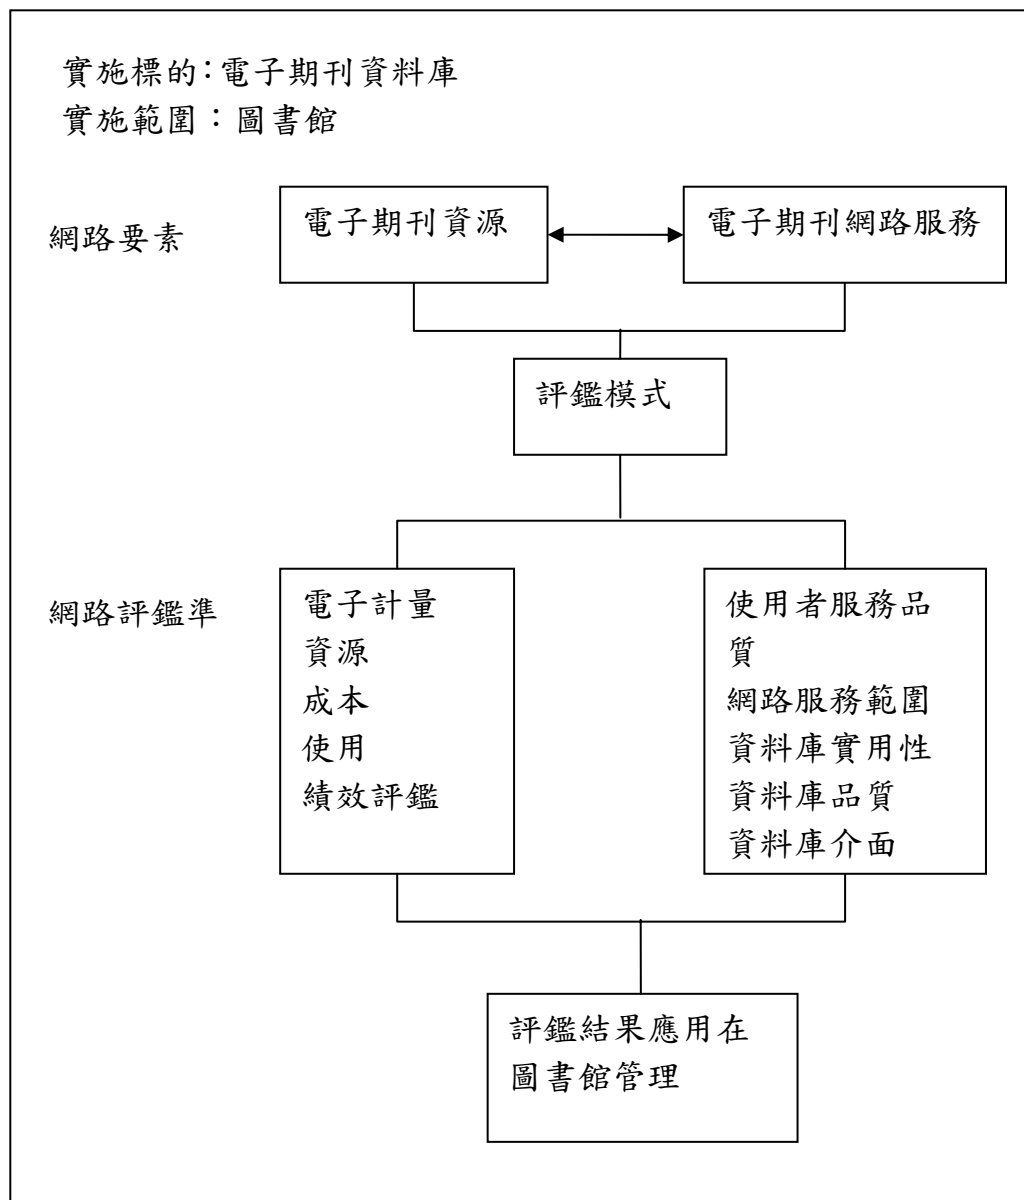 實施標的：電子期刊資料庫
實施範圍：圖書館
網路要素
電子期刊資源
電子期刊網路服務
評鑑模式
網路評鑑準
電子計量
資源
成本
使用
績效評鑑
使用者服務品
質
網路服務範圍
資料庫實用性
資料庫品質
資料庫介面
評鑑結果應用在
圖書館管理